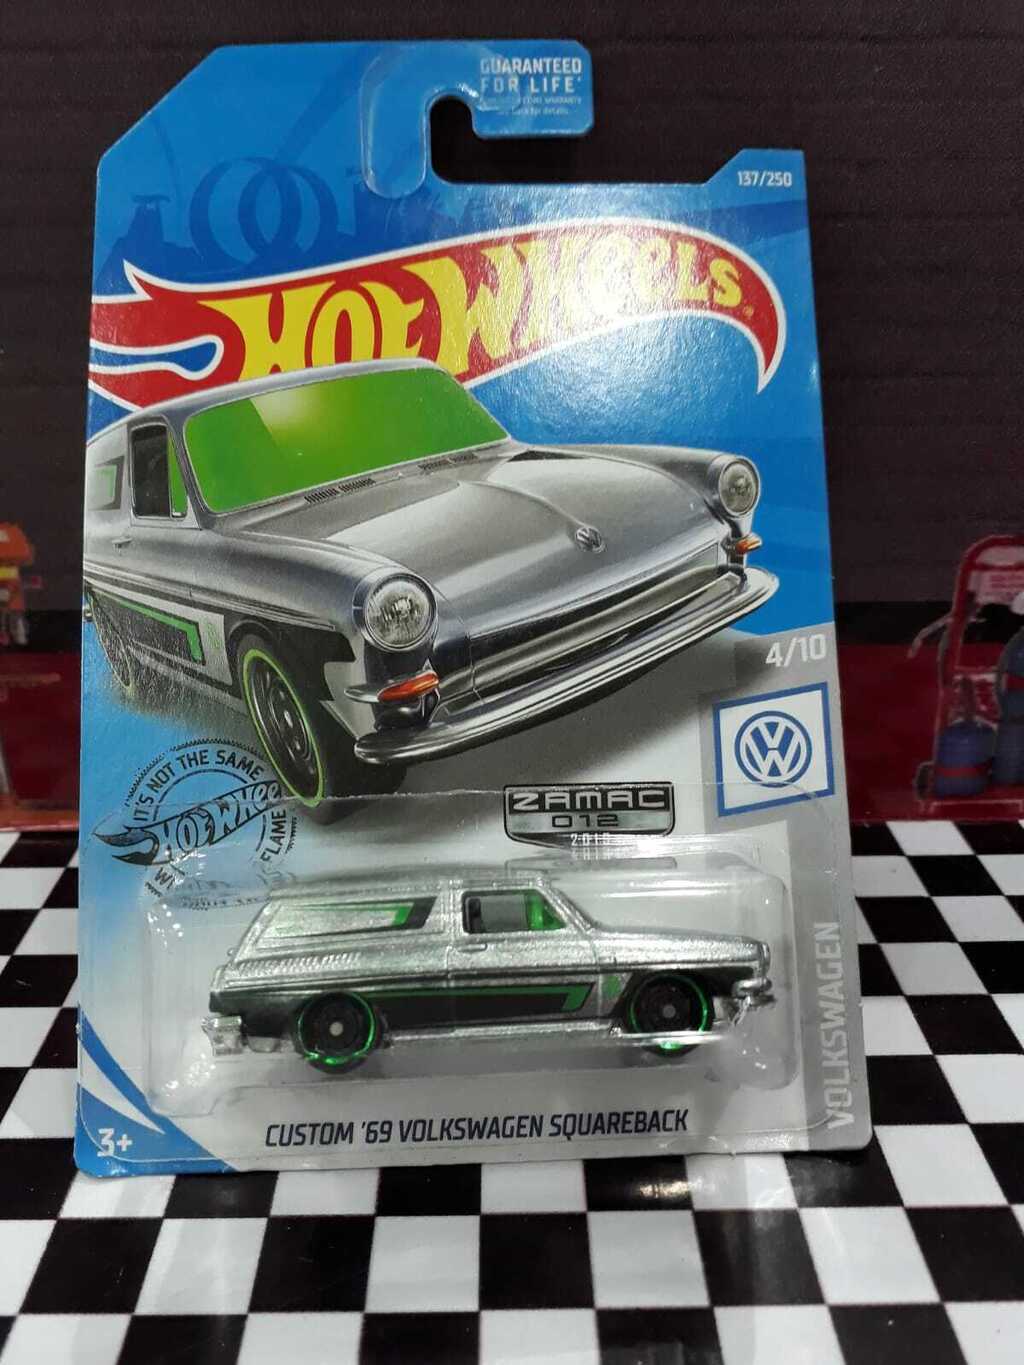 GUARANTEED
FOR LIFE
137/250
HOT WHEELS
4/10
IT'S NOT THE SAME
HOT WHEELS
FLAME
ZAMAC
012
VOLKSWAGEN
CUSTOM '69 VOLKSWAGEN SQUAREBACK
3+